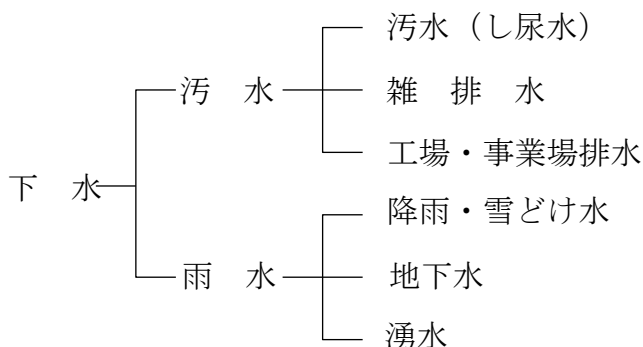 汚水（し尿水）
汚　水
雑　排　水
工場・事業場排水
下　水
降雨・雪どけ水
雨　水
地下水
湧水